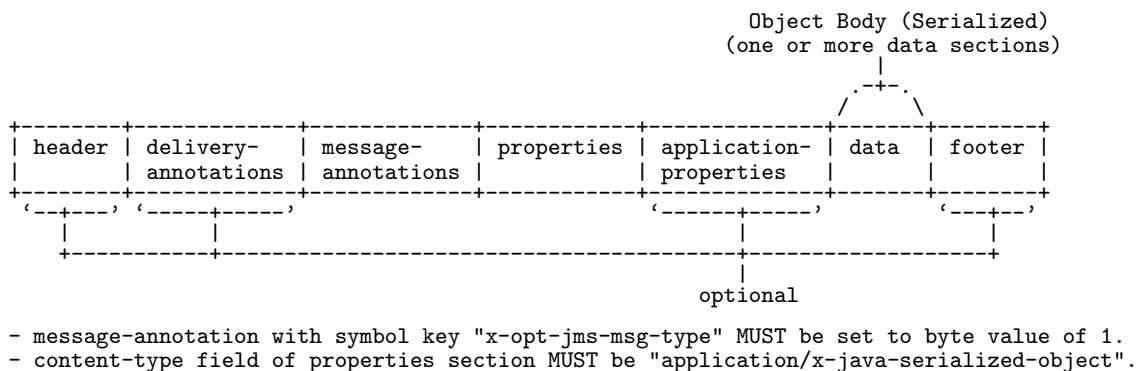 Object Body (Serialized)
(one or more data sections)
|
.-+-.
/ \
+--------+-------------+-------------+------------+--------------+-------+--------+
| header | delivery- | message- | properties | application- | data | footer |
| | annotations | annotations | | properties | | |
+--------+-------------+-------------+------------+--------------+-------+--------+
‘--+---’ ‘-----+-----’ ‘------+-----’ ‘---+--’
| | | |
+-----------+----------------------------------------+-------------------+
|
optional
- message-annotation with symbol key "x-opt-jms-msg-type" MUST be set to byte value of 1.
- content-type field of properties section MUST be "application/x-java-serialized-object".